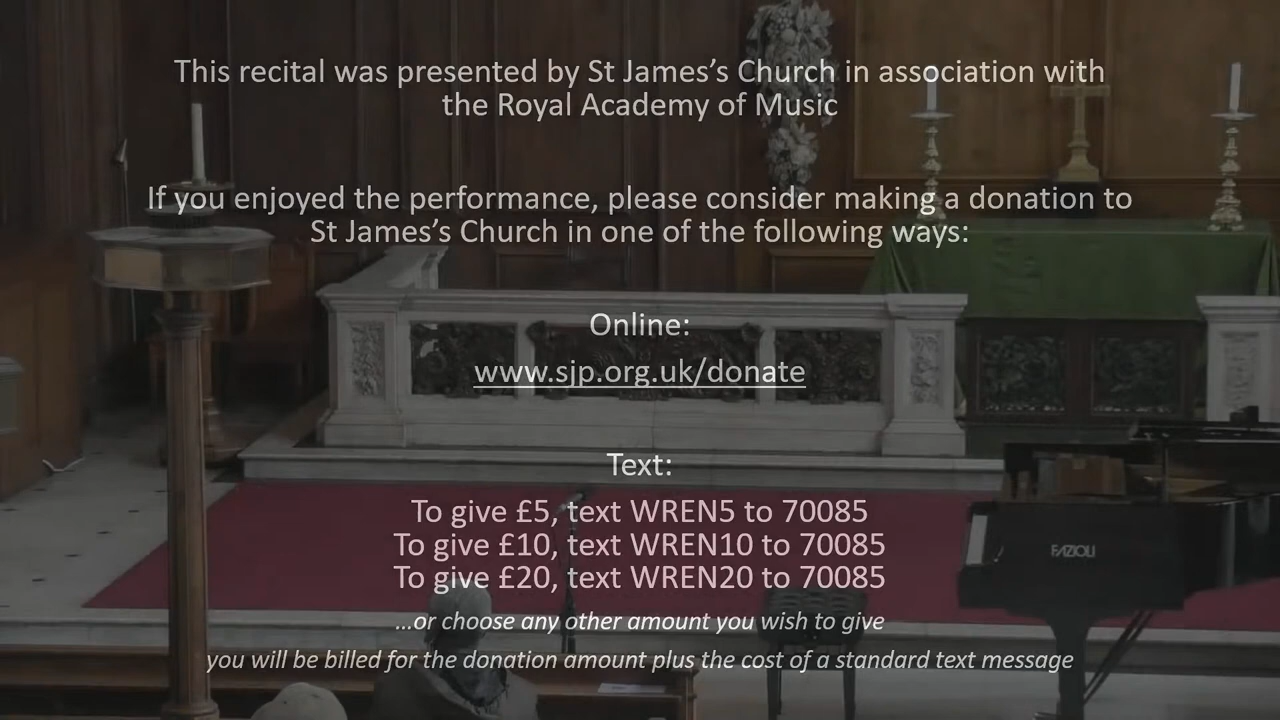 This recital was presented by St James’s Church in association with
the Royal Academy of Music
If you enjoyed the performance, please consider making a donation to
St James’s Church in one of the following ways:
Online:
www.sjp.org.uk/donate
Text:
To give £5, text WREN5 to 70085
To give £10, text WREN10 to 70085
To give £20, text WREN20 to 70085
...or choose any other amount you wish to give
you will be billed for the donation amount plus the cost of a standard text message
FAZIOLI